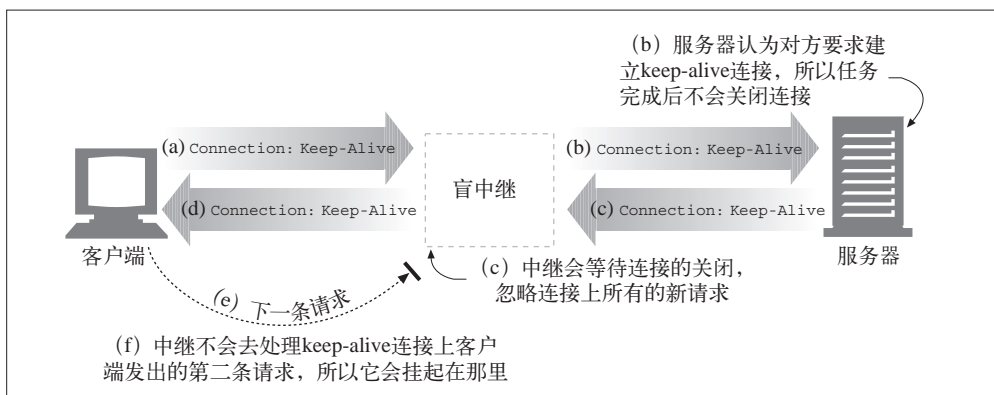 (b) 服务器认为对方要求建
立keep-alive连接，所以任务
完成后不会关闭连接
(a) Connection: Keep-Alive
(b) Connection: Keep-Alive
盲中继
(d) Connection: Keep-Alive
(c) Connection: Keep-Alive
客户端
服务器
(c) 中继会等待连接的关闭，
忽略连接上所有的新请求
(e) 下一条请求
(f) 中继不会去处理keep-alive连接上客户
端发出的第二条请求，所以它会挂起在那里